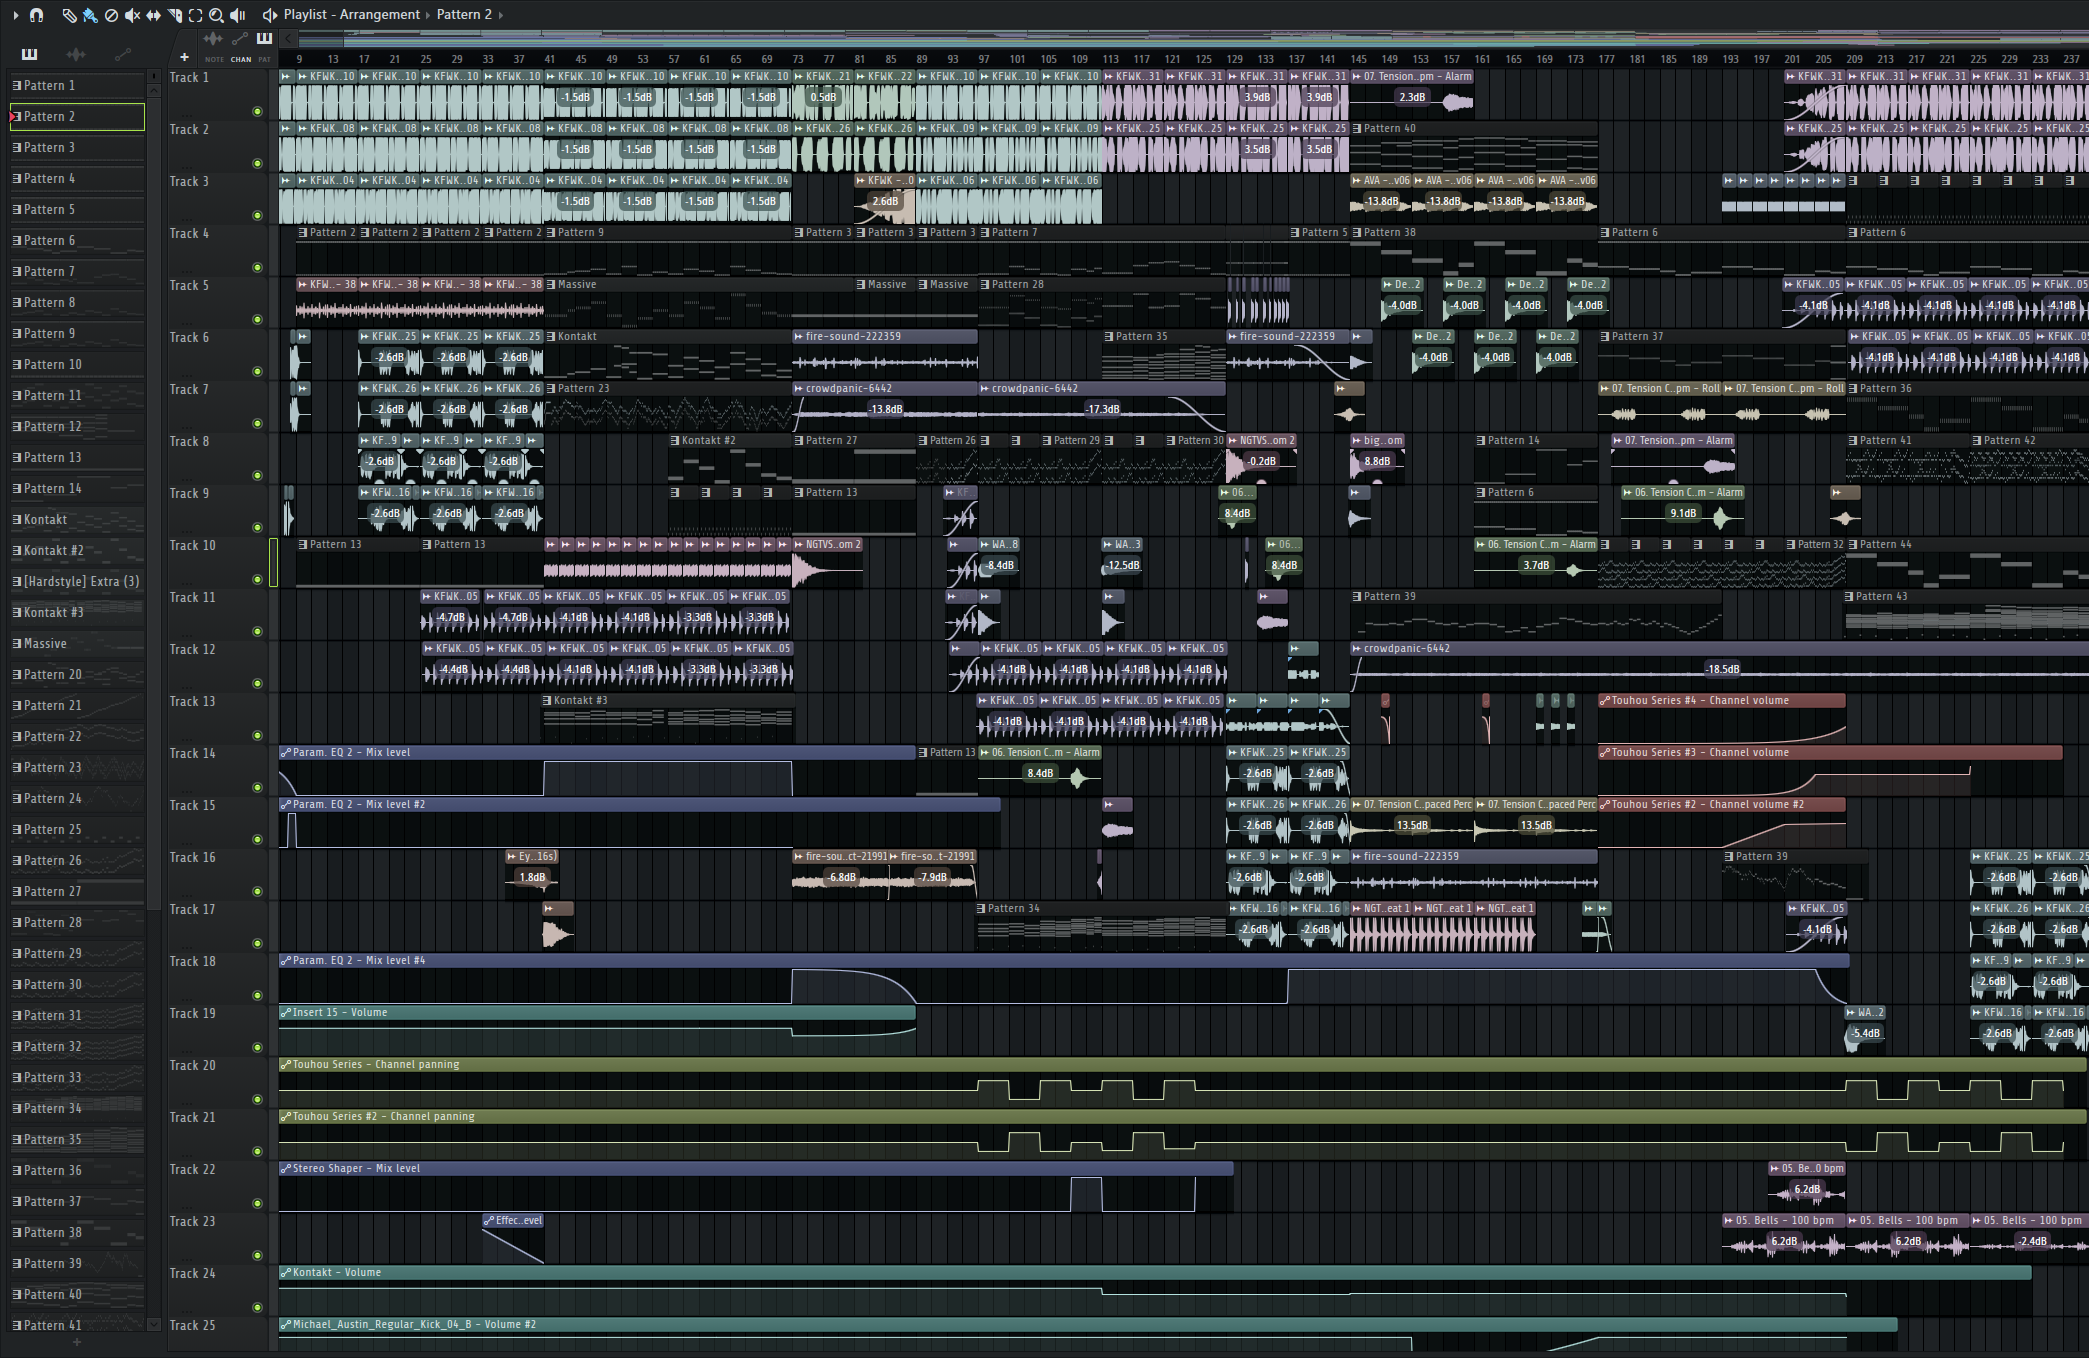 Playlist - Arrangement › Pattern 2 ›
NOTE CHAN PAT
9 13 17 21 25 29 33 37 41 45 49 53 57 61 65 69 73 77 81 85 89 93 97 101 105 109 113 117 121 125 129 133 137 141 145 149 153 157 161 165 169 173 177 181 185 189 193 197 201 205 209 213 217 221 225 229 233 237
Pattern 1
Pattern 2
Pattern 3
Pattern 4
Pattern 5
Pattern 6
Pattern 7
Pattern 8
Pattern 9
Pattern 10
Pattern 11
Pattern 12
Pattern 13
Pattern 14
Kontakt
Kontakt #2
[Hardstyle] Extra (3)
Kontakt #3
Massive
Pattern 20
Pattern 21
Pattern 22
Pattern 23
Pattern 24
Pattern 25
Pattern 26
Pattern 27
Pattern 28
Pattern 29
Pattern 30
Pattern 31
Pattern 32
Pattern 33
Pattern 34
Pattern 35
Pattern 36
Pattern 37
Pattern 38
Pattern 39
Pattern 40
Pattern 41
Track 1
KFWK..10 KFWK..10 KFWK..10 KFWK..10 KFWK..10 KFWK..10 KFWK..10 KFWK..10 KFWK..21 KFWK..22 KFWK..10 KFWK..10 KFWK..10 KFWK..31 KFWK..31 KFWK..31 KFWK..31 07. Tension..pm - Alarm KFWK..31 KFWK..31 KFWK..31 KFWK..31 KFWK..31
-1.5dB -1.5dB -1.5dB -1.5dB 0.5dB 3.9dB 3.9dB 2.3dB
Track 2
KFWK..08 KFWK..08 KFWK..08 KFWK..08 KFWK..08 KFWK..08 KFWK..08 KFWK..08 KFWK..26 KFWK..26 KFWK..09 KFWK..09 KFWK..09 KFWK..25 KFWK..25 KFWK..25 KFWK..25 Pattern 40 KFWK..25 KFWK..25 KFWK..25 KFWK..25 KFWK..25
-1.5dB -1.5dB -1.5dB -1.5dB 3.5dB 3.5dB
Track 3
KFWK..04 KFWK..04 KFWK..04 KFWK..04 KFWK..04 KFWK..04 KFWK..04 KFWK..04 KFWK -..0 KFWK..06 KFWK..06 KFWK..06 AVA -..v06 AVA -..v06 AVA -..v06 AVA -..v06
-1.5dB -1.5dB -1.5dB -1.5dB 2.6dB -13.8dB -13.8dB -13.8dB -13.8dB
Track 4
Pattern 2 Pattern 2 Pattern 2 Pattern 2 Pattern 9 Pattern 3 Pattern 3 Pattern 3 Pattern 7 Pattern 5 Pattern 38 Pattern 6 Pattern 6
Track 5
KFW..- 38 KFW..- 38 KFW..- 38 KFW..- 38 Massive Massive Massive Pattern 28 De..2 De..2 De..2 De..2 KFWK..05 KFWK..05 KFWK..05 KFWK..05 KFWK..05
-4.0dB -4.0dB -4.0dB -4.0dB -4.1dB -4.1dB -4.1dB -4.1dB -4.1dB
Track 6
KFWK..25 KFWK..25 KFWK..25 Kontakt fire-sound-222359 Pattern 35 fire-sound-222359 De..2 De..2 De..2 Pattern 37 KFWK..05 KFWK..05 KFWK..05 KFWK..05
-2.6dB -2.6dB -2.6dB -4.0dB -4.0dB -4.0dB -4.1dB -4.1dB -4.1dB -4.1dB
Track 7
KFWK..26 KFWK..26 KFWK..26 Pattern 23 crowdpanic-6442 crowdpanic-6442 07. Tension C..pm - Roll 07. Tension C..pm - Roll Pattern 36
-2.6dB -2.6dB -2.6dB -13.8dB -17.3dB
Track 8
KF..9 KF..9 KF..9 Kontakt #2 Pattern 27 Pattern 26 Pattern 29 Pattern 30 NGTVS..om 2 big..om Pattern 14 07. Tension..pm - Alarm Pattern 41 Pattern 42
-2.6dB -2.6dB -2.6dB -0.2dB 8.8dB
Track 9
KFW..16 KFW..16 KFW..16 Pattern 13 KF.. 06... Pattern 6 06. Tension C..m - Alarm
-2.6dB -2.6dB -2.6dB 8.4dB 9.1dB
Track 10
Pattern 13 Pattern 13 NGTVS..om 2 WA..8 WA..3 06... 06. Tension C..m - Alarm Pattern 32 Pattern 44
-8.4dB -12.5dB 8.4dB 3.7dB
Track 11
KFWK..05 KFWK..05 KFWK..05 KFWK..05 KFWK..05 KFWK..05 Pattern 39 Pattern 43
-4.7dB -4.7dB -4.1dB -4.1dB -3.3dB -3.3dB
Track 12
KFWK..05 KFWK..05 KFWK..05 KFWK..05 KFWK..05 KFWK..05 KFWK..05 KFWK..05 KFWK..05 KFWK..05 crowdpanic-6442
-4.4dB -4.4dB -4.1dB -4.1dB -3.3dB -3.3dB -4.1dB -4.1dB -4.1dB -4.1dB -18.5dB
Track 13
Kontakt #3 KFWK..05 KFWK..05 KFWK..05 KFWK..05 Touhou Series #4 - Channel volume
-4.1dB -4.1dB -4.1dB -4.1dB
Track 14
Param. EQ 2 - Mix level Pattern 13 06. Tension C..m - Alarm KFWK..25 KFWK..25 Touhou Series #3 - Channel volume
8.4dB -2.6dB -2.6dB
Track 15
Param. EQ 2 - Mix level #2 KFWK..26 KFWK..26 07. Tension C..paced Perc 07. Tension C..paced Perc Touhou Series #2 - Channel volume #2
-2.6dB -2.6dB 13.5dB 13.5dB
Track 16
Ey..16s) fire-sou..ct-21991 fire-so..t-21991 KF..9 KF..9 fire-sound-222359 Pattern 39 KFWK..25 KFWK..25
1.8dB -6.8dB -7.9dB -2.6dB -2.6dB -2.6dB -2.6dB
Track 17
Pattern 34 KFW..16 KFW..16 NGT..eat 1 NGT..eat 1 NGT..eat 1 KFWK..05 KFWK..26 KFWK..26
-2.6dB -2.6dB -4.1dB -2.6dB -2.6dB
Track 18
Param. EQ 2 - Mix level #4 KF..9 KF..9
-2.6dB -2.6dB
Track 19
Insert 15 - Volume WA..2 KFW..16 KFW..16
-5.4dB -2.6dB -2.6dB
Track 20
Touhou Series - Channel panning
Track 21
Touhou Series #2 - Channel panning
Track 22
Stereo Shaper - Mix level 05. Be..0 bpm
6.2dB
Track 23
Effec..evel 05. Bells - 100 bpm 05. Bells - 100 bpm 05. Bells - 100 bpm
6.2dB 6.2dB -2.4dB
Track 24
Kontakt - Volume
Track 25
Michael_Austin_Regular_Kick_04_B - Volume #2